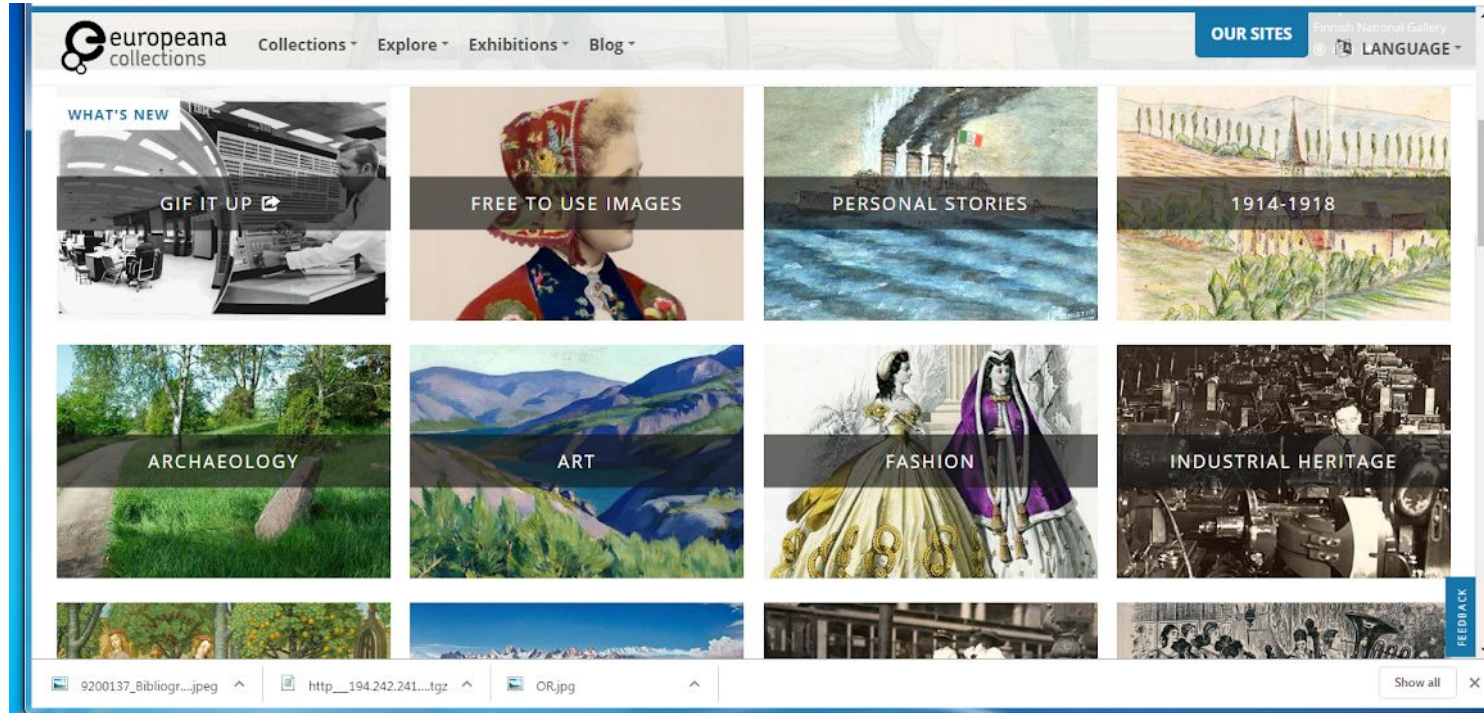 europeana
collections
Collections
Explore
Exhibitions
Blog
OUR SITES
Finnish National Gallery
LANGUAGE
WHAT'S NEW
GIF IT UP
FREE TO USE IMAGES
PERSONAL STORIES
1914-1918
ARCHAEOLOGY
ART
FASHION
INDUSTRIAL HERITAGE
FEEDBACK
9200137_Bibliogr....jpeg
http___194.242.241....tgz
OR.jpg
Show all